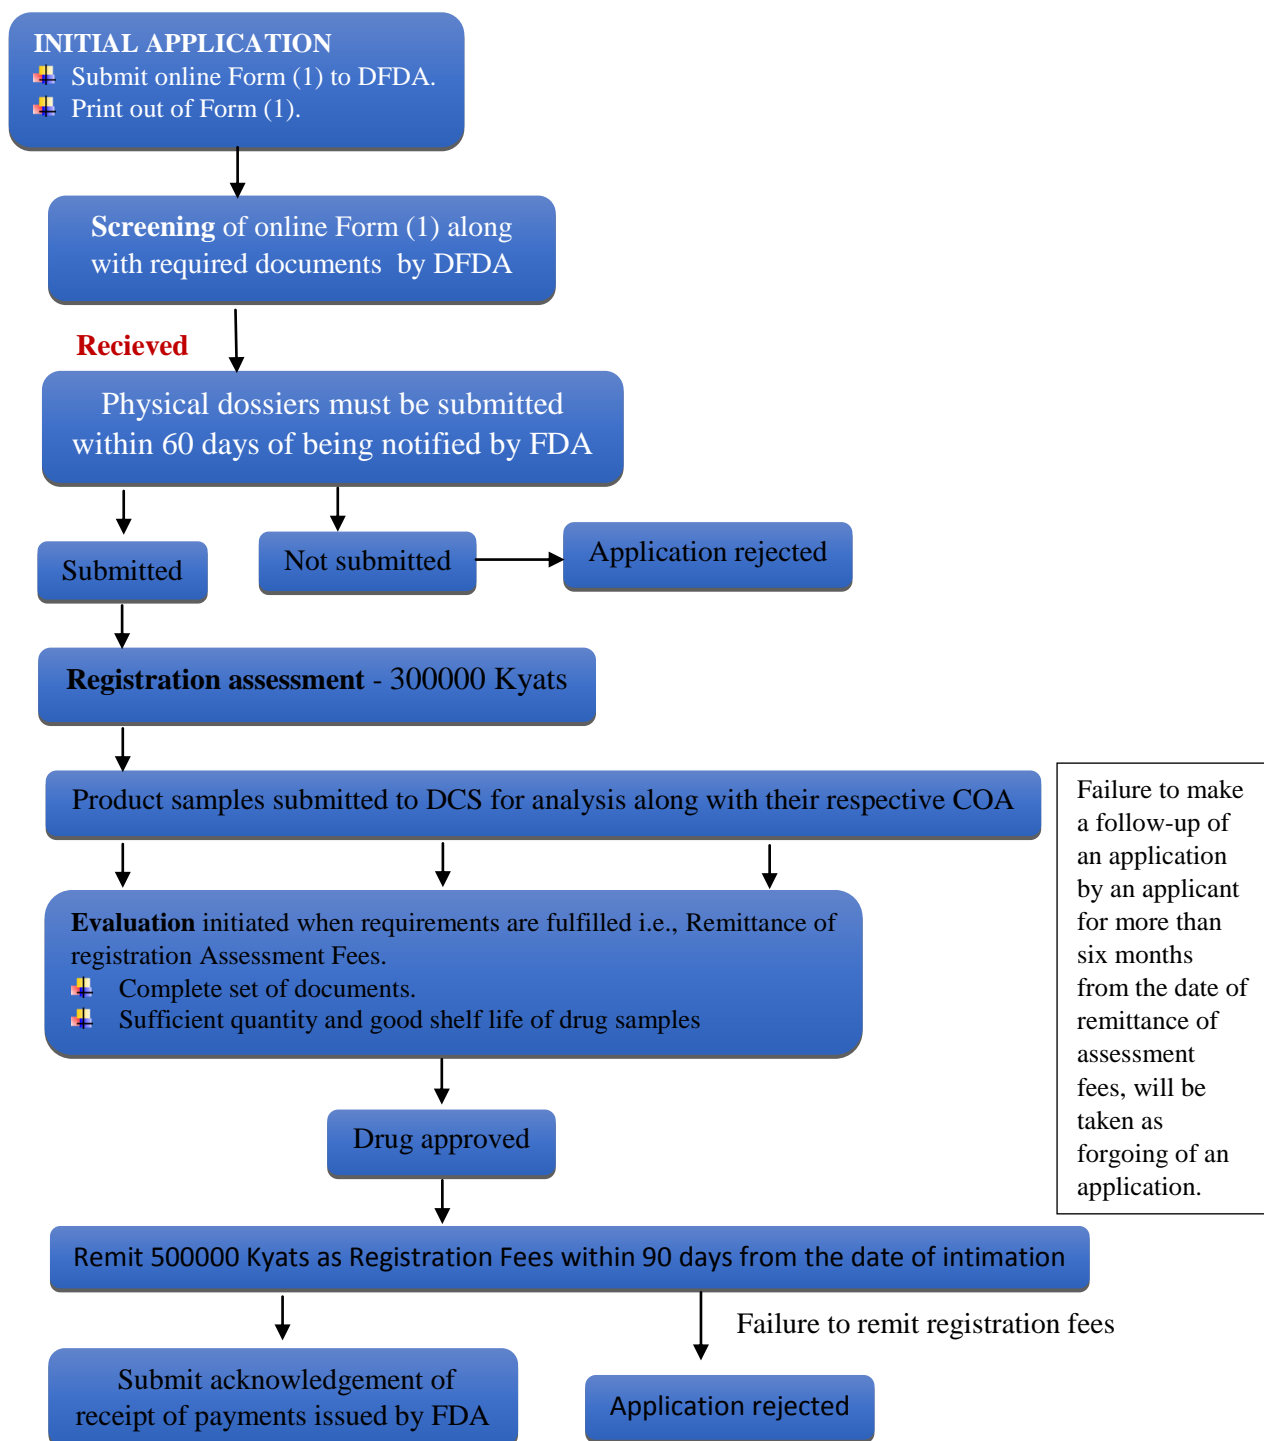 INITIAL APPLICATION
Submit online Form (1) to DFDA.
Print out of Form (1).
Screening of online Form (1) along
with required documents by DFDA
Recieved
Physical dossiers must be submitted
within 60 days of being notified by FDA
Submitted
Not submitted
Application rejected
Registration assessment - 300000 Kyats
Product samples submitted to DCS for analysis along with their respective COA
Evaluation initiated when requirements are fulfilled i.e., Remittance of
registration Assessment Fees.
Complete set of documents.
Sufficient quantity and good shelf life of drug samples
Failure to make
a follow-up of
an application
by an applicant
for more than
six months
from the date of
remittance of
assessment
fees, will be
taken as
forgoing of an
application.
Drug approved
Remit 500000 Kyats as Registration Fees within 90 days from the date of intimation
Failure to remit registration fees
Submit acknowledgement of
receipt of payments issued by FDA
Application rejected